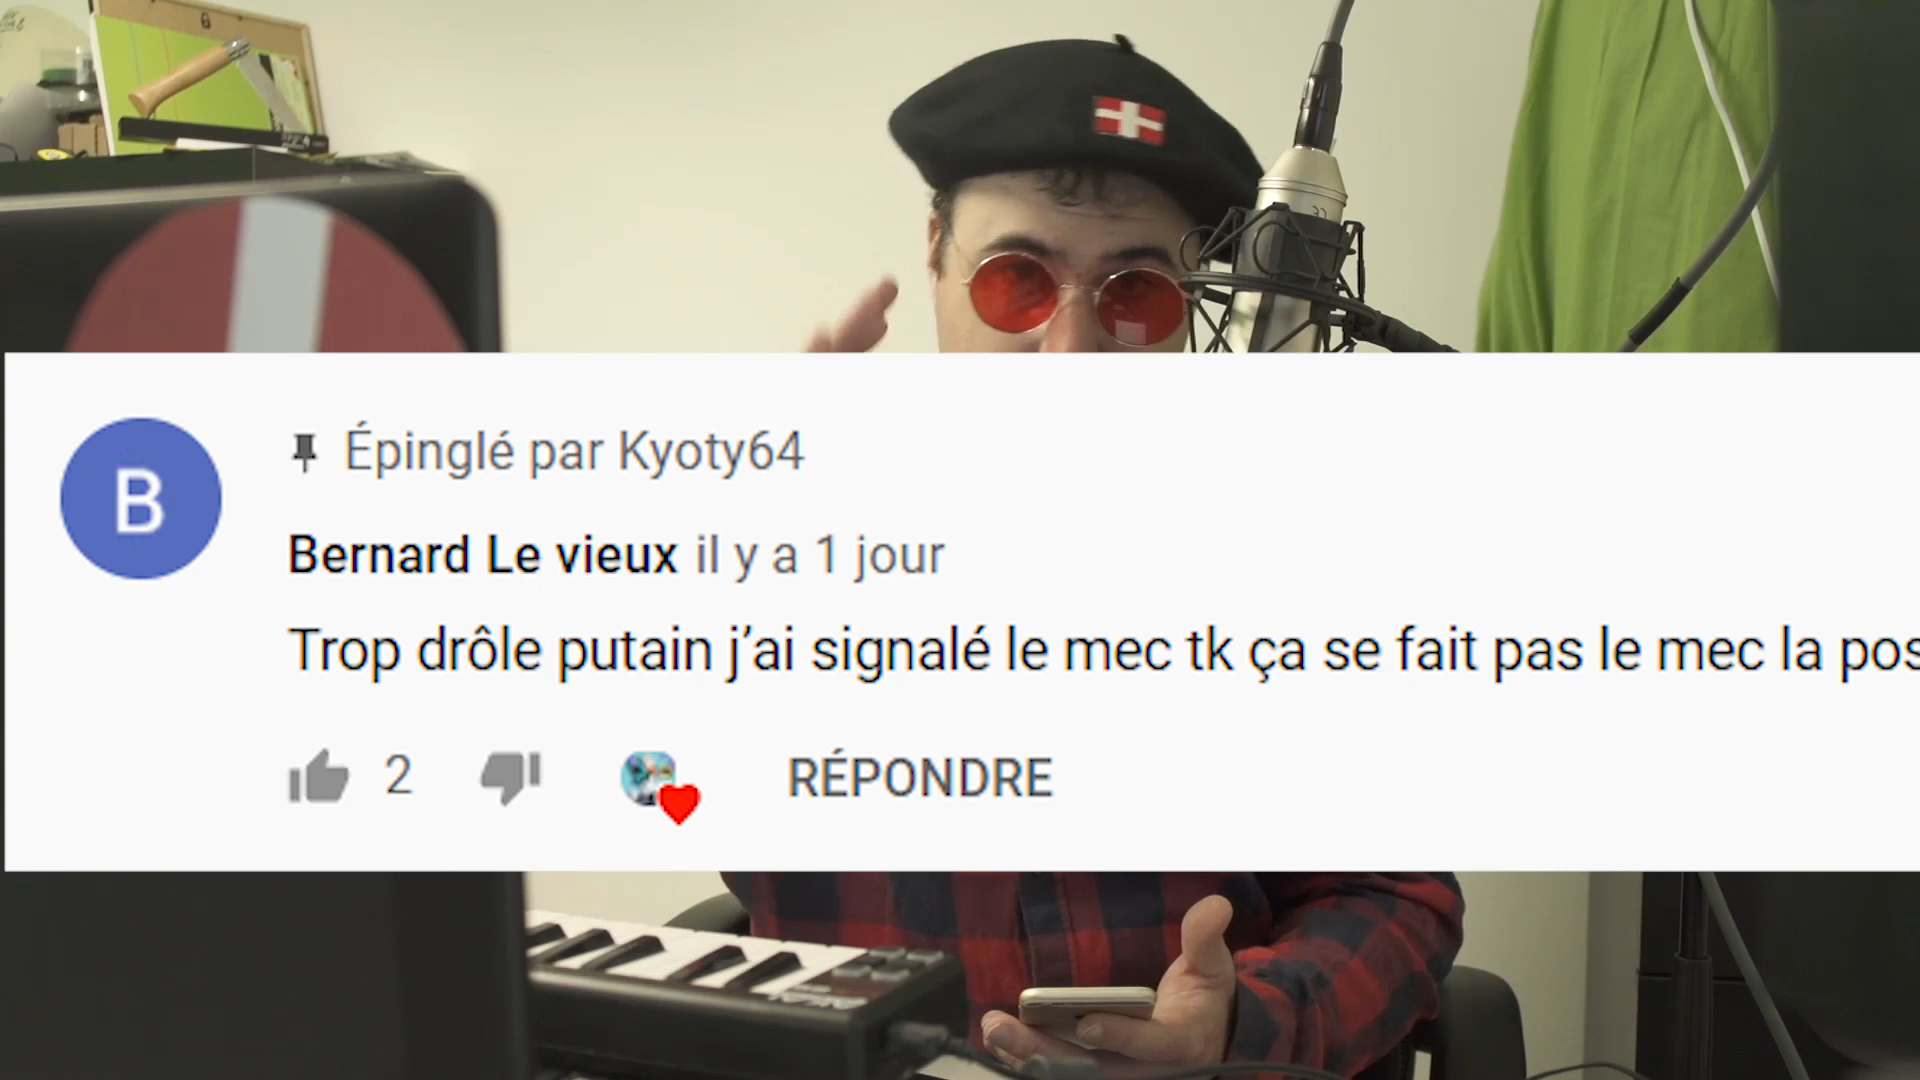 Épinglé par Kyoty64
B
Bernard Le vieux il y a 1 jour
Trop drôle putain j'ai signalé le mec tk ça se fait pas le mec la pos
2
RÉPONDRE